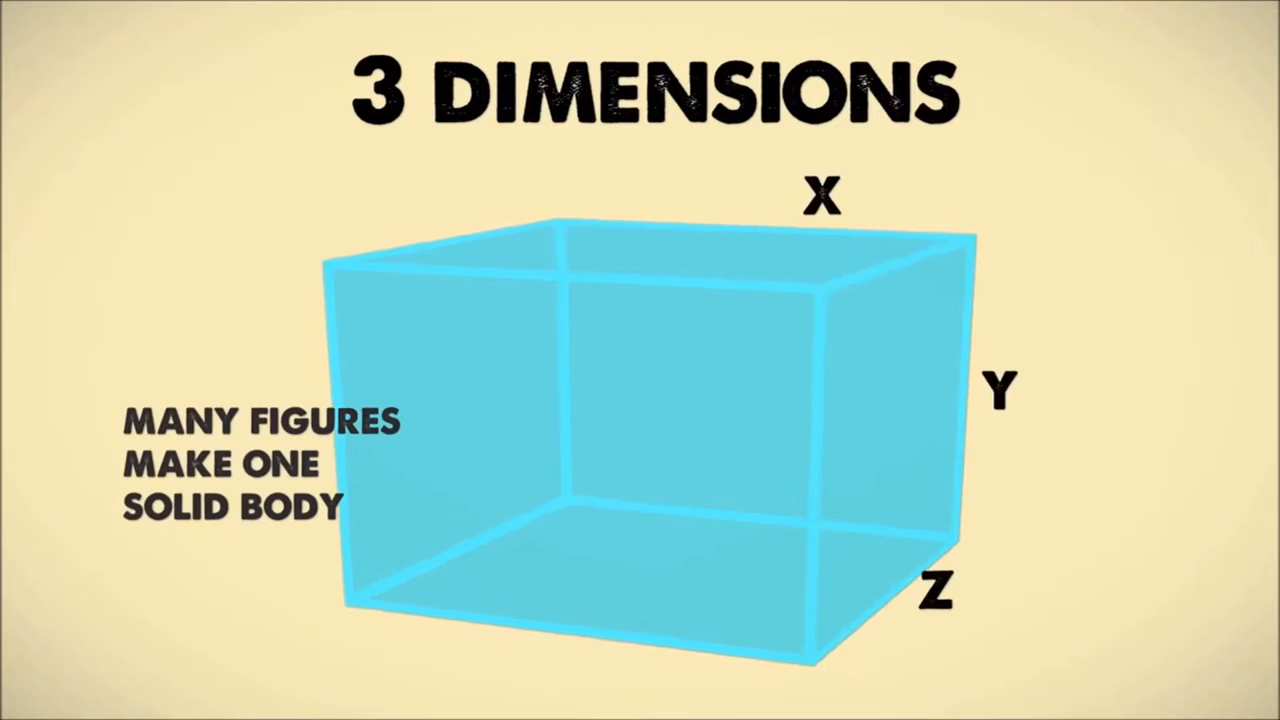 3 DIMENSIONS
X
Y
MANY FIGURES
MAKE ONE
SOLID BODY
Z